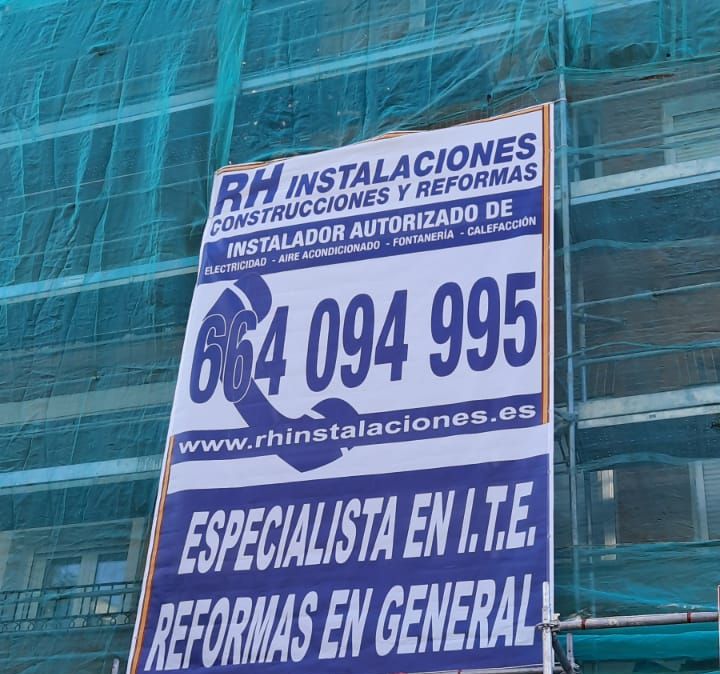 RH INSTALACIONES
CONSTRUCCIONES Y REFORMAS
INSTALADOR AUTORIZADO DE
ELECTRICIDAD - AIRE ACONDICIONADO - FONTANERÍA - CALEFACCIÓN
664 094 995
www.rhinstalaciones.es
ESPECIALISTA EN I.T.E.
REFORMAS EN GENERAL